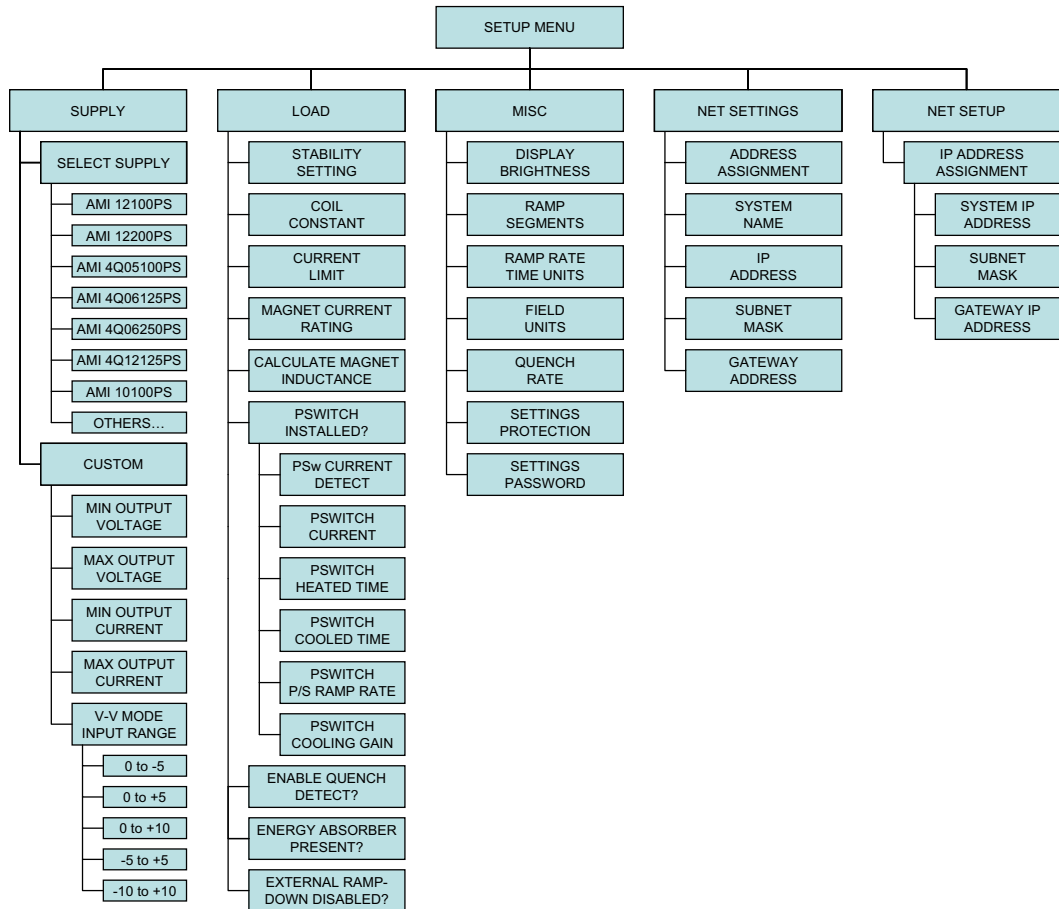 SETUP MENU
SUPPLY
SELECT SUPPLY
AMI 12100PS
AMI 12200PS
AMI 4Q05100PS
AMI 4Q06125PS
AMI 4Q06250PS
AMI 4Q12125PS
AMI 10100PS
OTHERS…
CUSTOM
MIN OUTPUT
VOLTAGE
MAX OUTPUT
VOLTAGE
MIN OUTPUT
CURRENT
MAX OUTPUT
CURRENT
V-V MODE
INPUT RANGE
0 to -5
0 to +5
0 to +10
-5 to +5
-10 to +10
LOAD
STABILITY
SETTING
COIL
CONSTANT
CURRENT
LIMIT
MAGNET CURRENT
RATING
CALCULATE MAGNET
INDUCTANCE
PSWITCH
INSTALLED?
PSw CURRENT
DETECT
PSWITCH
CURRENT
PSWITCH
HEATED TIME
PSWITCH
COOLED TIME
PSWITCH
P/S RAMP RATE
PSWITCH
COOLING GAIN
ENABLE QUENCH
DETECT?
ENERGY ABSORBER
PRESENT?
EXTERNAL RAMP-
DOWN DISABLED?
MISC
DISPLAY
BRIGHTNESS
RAMP
SEGMENTS
RAMP RATE
TIME UNITS
FIELD
UNITS
QUENCH
RATE
SETTINGS
PROTECTION
SETTINGS
PASSWORD
NET SETTINGS
ADDRESS
ASSIGNMENT
SYSTEM
NAME
IP
ADDRESS
SUBNET
MASK
GATEWAY
ADDRESS
NET SETUP
IP ADDRESS
ASSIGNMENT
SYSTEM IP
ADDRESS
SUBNET
MASK
GATEWAY IP
ADDRESS